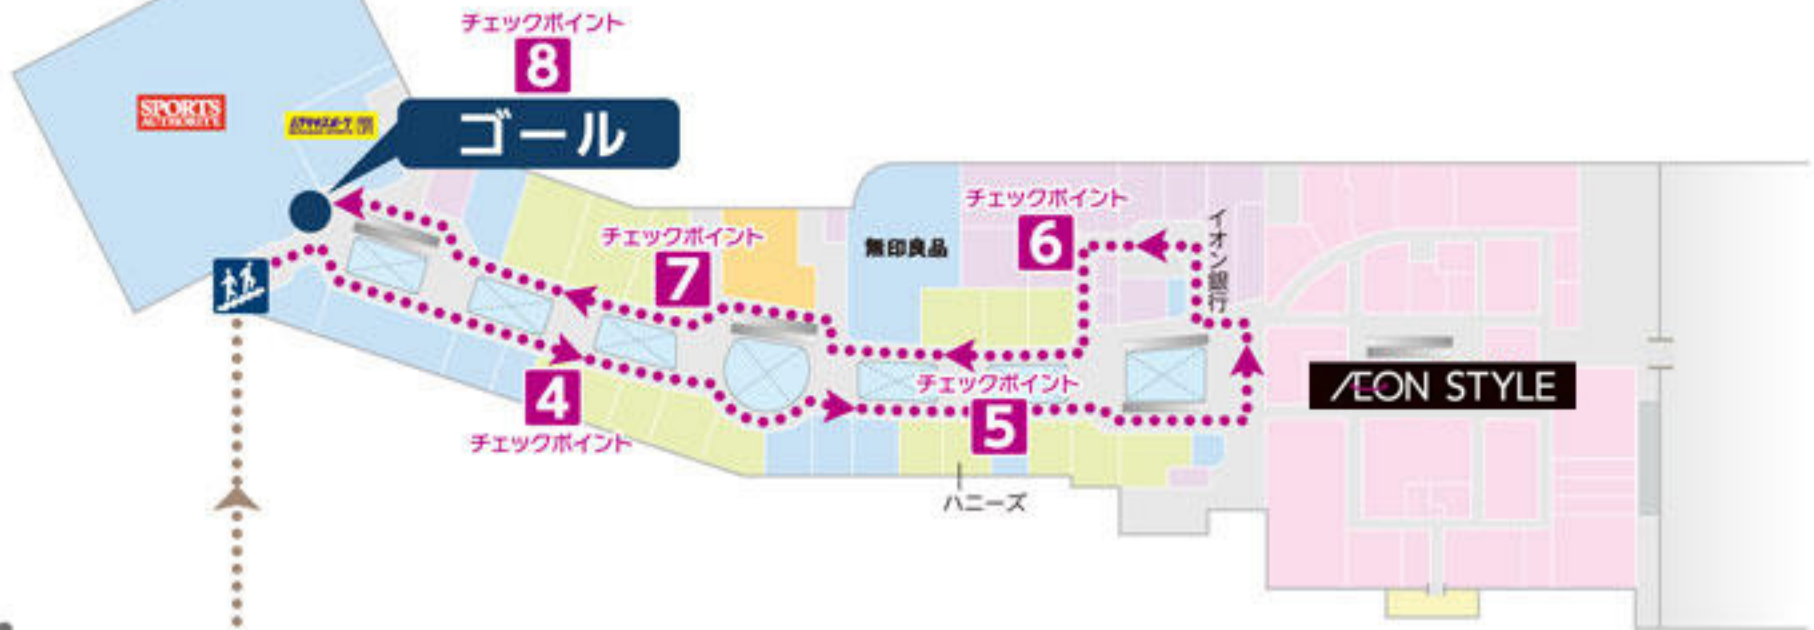 チェックポイント
8
ゴール
SPORTS
AUTHORITY
チェックポイント
7
無印良品
チェックポイント
6
イオン銀行
4
チェックポイント
チェックポイント
5
ハニーズ
ÆON STYLE